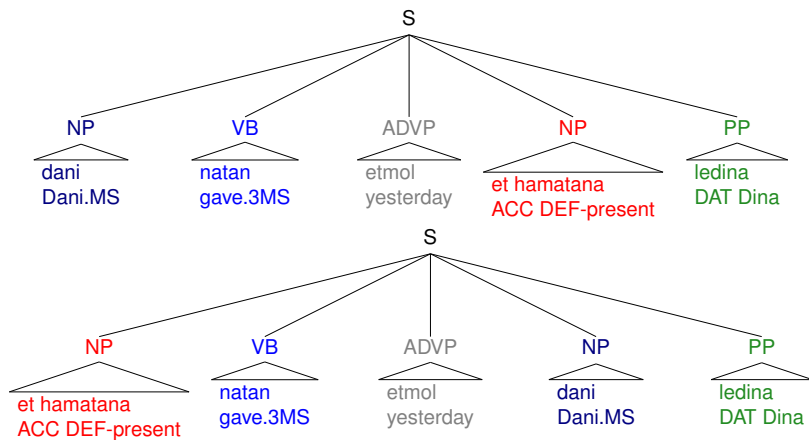 S
NP VB ADVP NP PP
dani natan etmol et hamatana ledina
Dani.MS gave.3MS yesterday ACC DEF-present DAT Dina
S
NP VB ADVP NP PP
et hamatana natan etmol dani ledina
ACC DEF-present gave.3MS yesterday Dani.MS DAT Dina